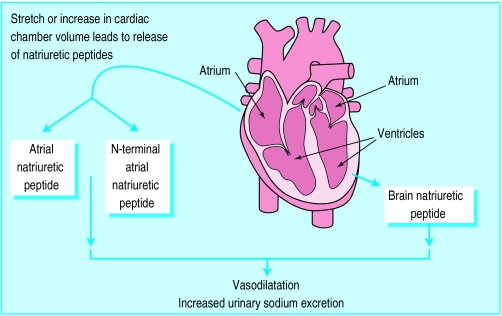 Stretch or increase in cardiac
chamber volume leads to release
of natriuretic peptides
Atrium
Atrium
Ventricles
Atrial
natriuretic
peptide
N-terminal
atrial
natriuretic
peptide
Brain natriuretic
peptide
Vasodilatation
Increased urinary sodium excretion